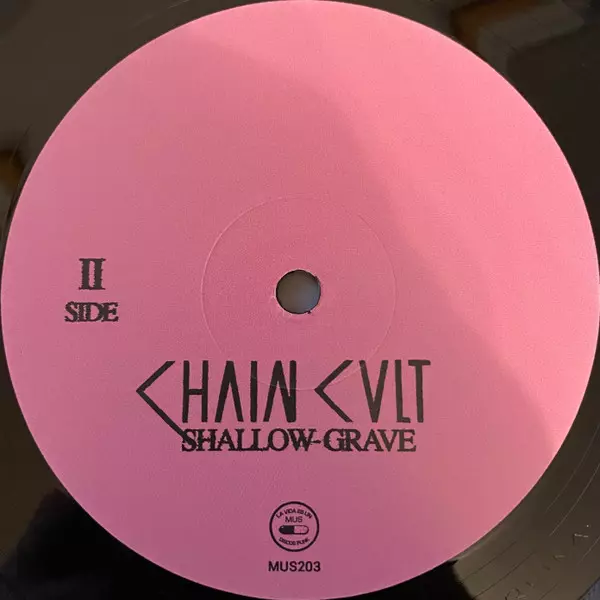 II
SIDE
CHAIN CVLT
SHALLOW-GRAVE
LA VIDA ES UN
MUS
DISCOS PUNK
MUS203